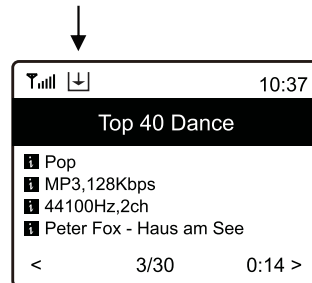 10:37
Top 40 Dance
i Pop
i MP3,128Kbps
i 44100Hz,2ch
i Peter Fox - Haus am See
< 3/30 0:14 >